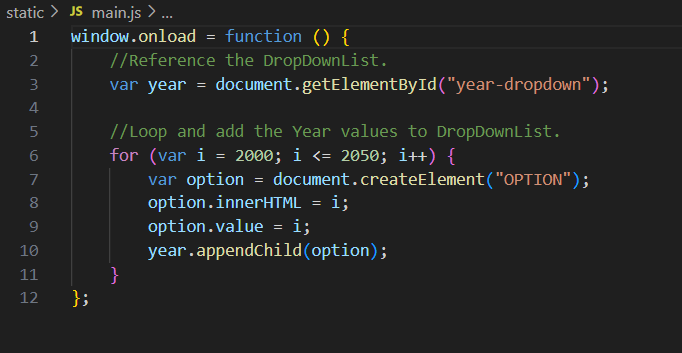 static > JS main.js > ...
1 window.onload = function () {
2     //Reference the DropDownList.
3     var year = document.getElementById("year-dropdown");
4
5     //Loop and add the Year values to DropDownList.
6     for (var i = 2000; i <= 2050; i++) {
7         var option = document.createElement("OPTION");
8         option.innerHTML = i;
9         option.value = i;
10         year.appendChild(option);
11     }
12 };